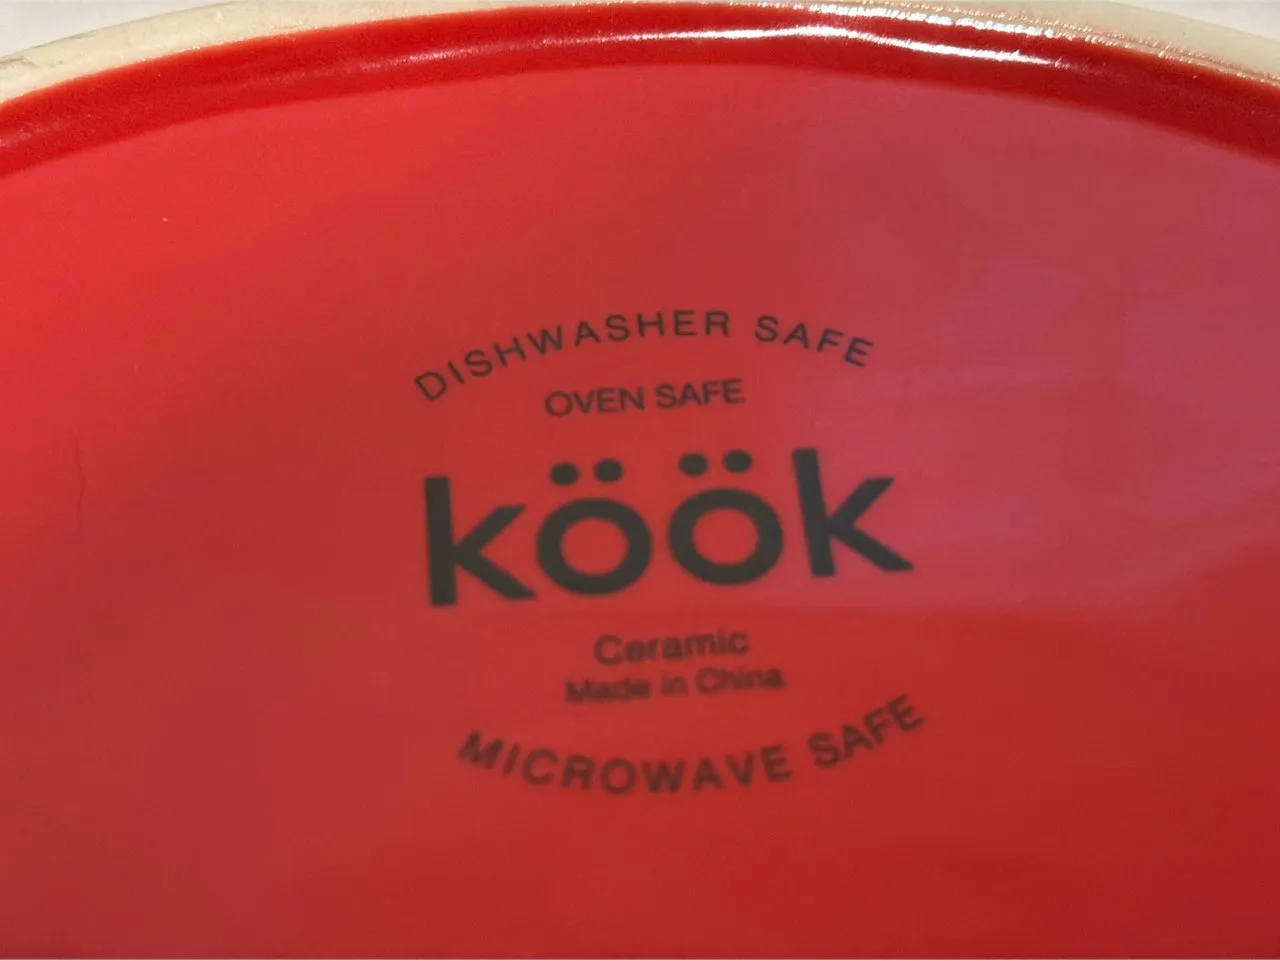 DISHWASHER SAFE
OVEN SAFE
köök
Ceramic
Made in China
MICROWAVE SAFE